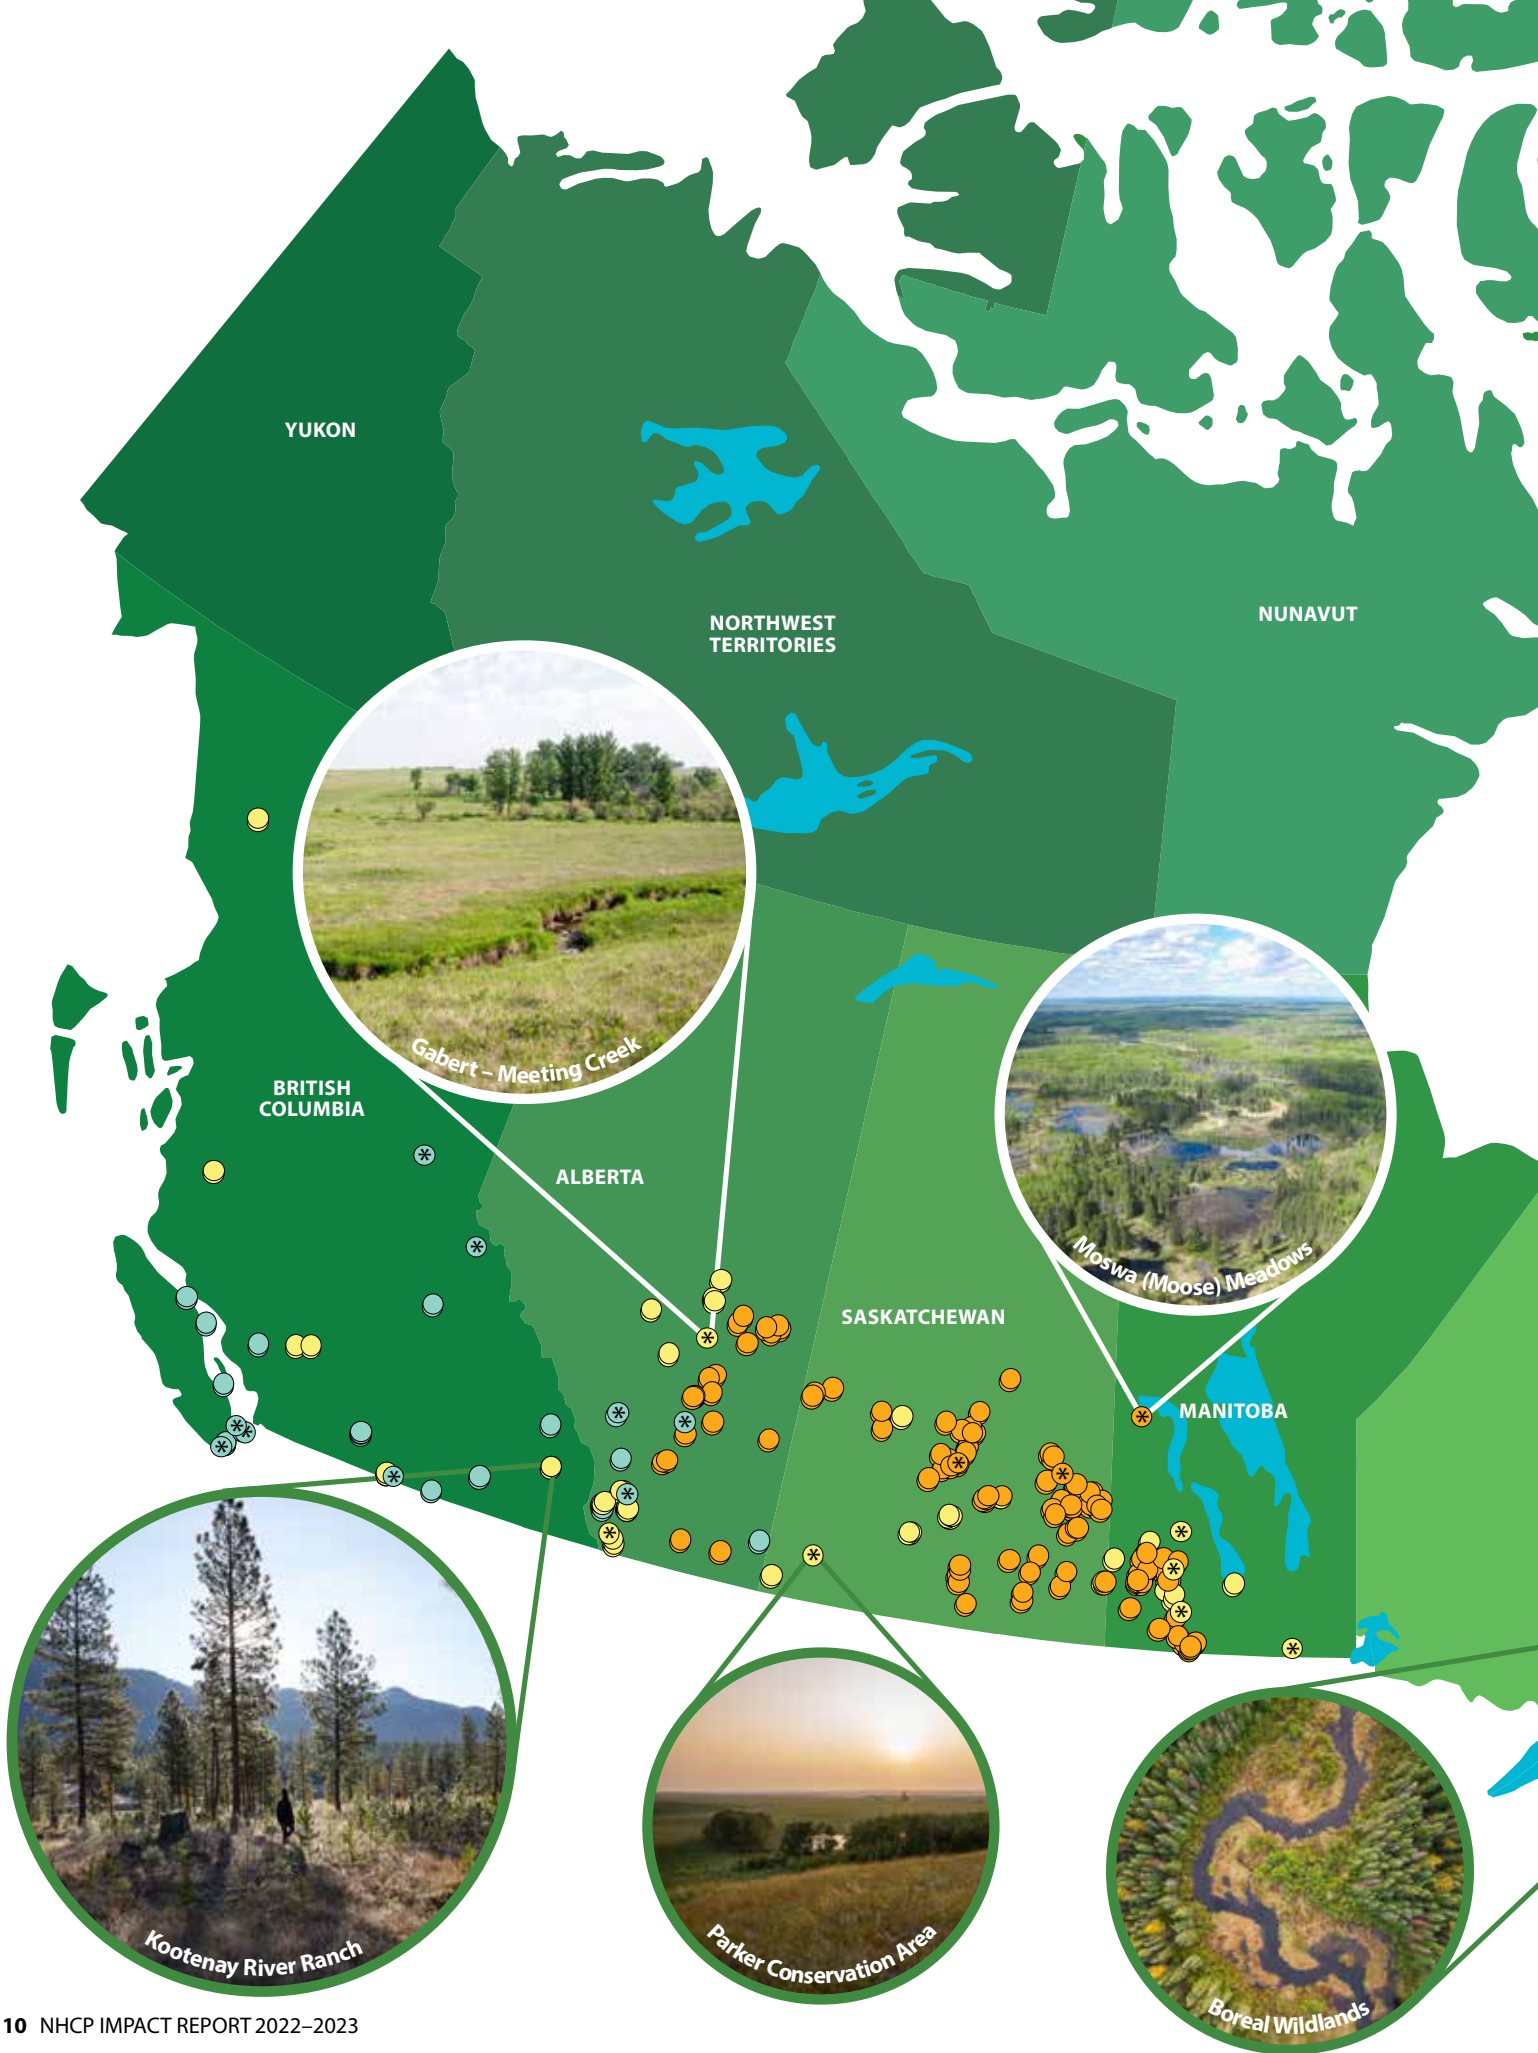 YUKON
NORTHWEST
TERRITORIES
NUNAVUT
Gabert – Meeting Creek
BRITISH
COLUMBIA
ALBERTA
Moswa (Moose) Meadows
SASKATCHEWAN
MANITOBA
Kootenay River Ranch
Parker Conservation Area
Boreal Wildlands
10 NHCP IMPACT REPORT 2022–2023